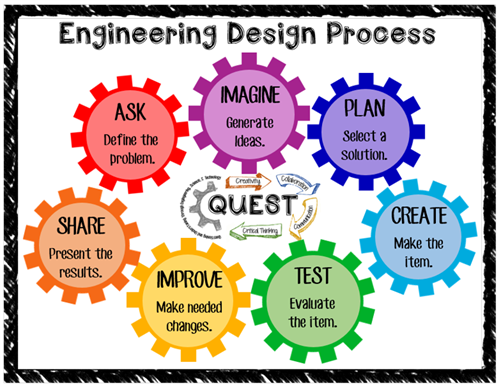 Engineering Design Process
ASK
Define the
problem.
IMAGINE
Generate
Ideas.
PLAN
Select a
solution.
CREATE
Make the
item.
TEST
Evaluate
the item.
IMPROVE
Make needed
changes.
SHARE
Present the
results.
QUEST
Creativity
Collaboration
Communication
Critical Thinking